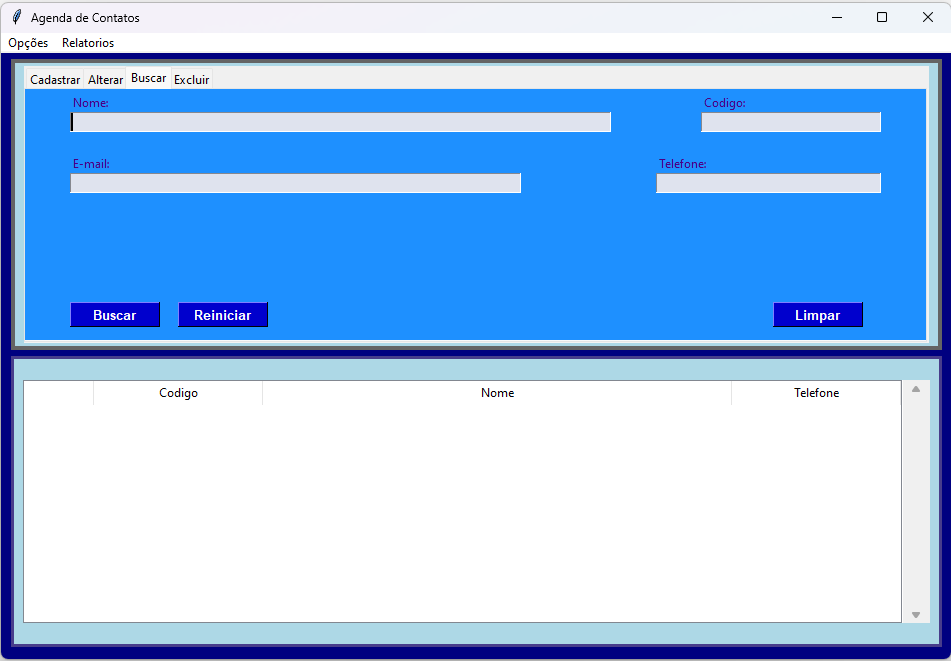 Agenda de Contatos
Opções Relatorios
Cadastrar Alterar Buscar Excluir
Nome: Codigo:
E-mail: Telefone:
Buscar Reiniciar Limpar
Codigo Nome Telefone